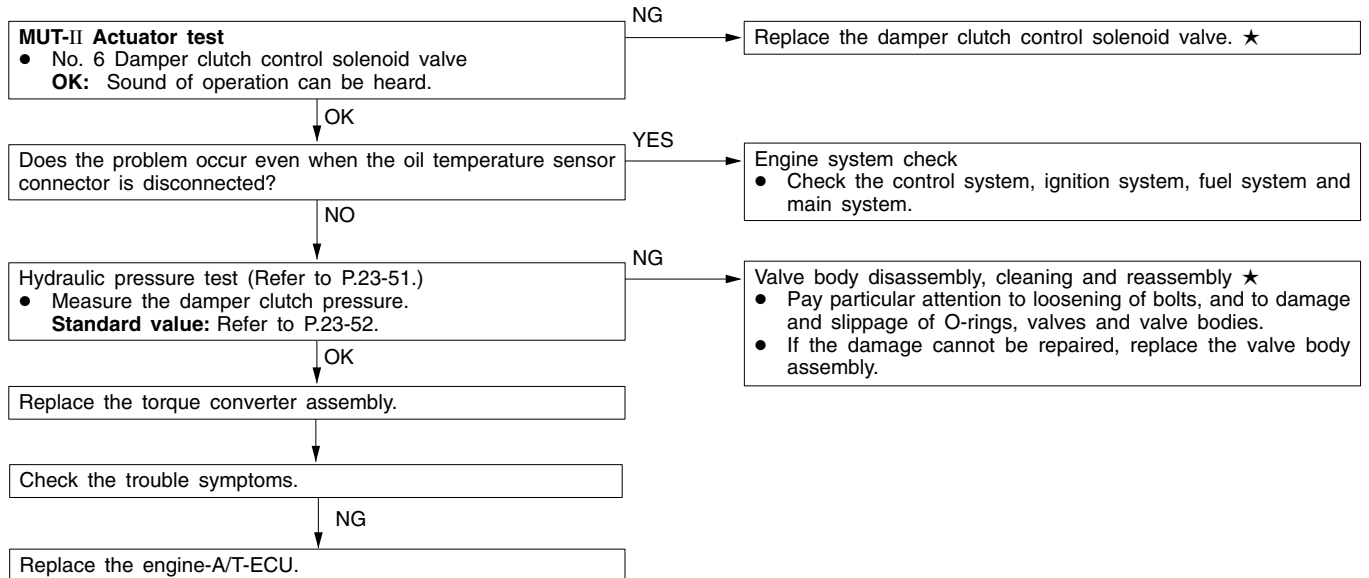 MUT-II Actuator test
● No. 6 Damper clutch control solenoid valve
OK: Sound of operation can be heard.
NG
Replace the damper clutch control solenoid valve. ★
OK
Does the problem occur even when the oil temperature sensor
connector is disconnected?
YES
Engine system check
● Check the control system, ignition system, fuel system and
main system.
NO
Hydraulic pressure test (Refer to P.23-51.)
● Measure the damper clutch pressure.
Standard value: Refer to P.23-52.
NG
Valve body disassembly, cleaning and reassembly ★
● Pay particular attention to loosening of bolts, and to damage
and slippage of O-rings, valves and valve bodies.
● If the damage cannot be repaired, replace the valve body
assembly.
OK
Replace the torque converter assembly.
Check the trouble symptoms.
NG
Replace the engine-A/T-ECU.